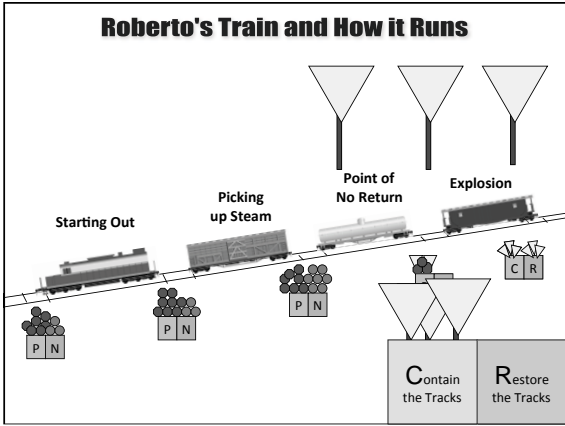 Roberto's Train and How it Runs
Point of
No Return
Explosion
Picking
up Steam
Starting Out
C R
P N
P N
P N
Contain
the Tracks
Restore
the Tracks